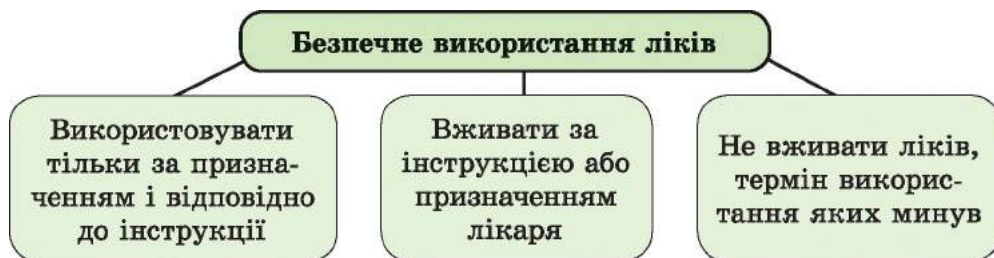 Безпечне використання ліків
Використовувати
тільки за призна-
ченням і відповідно
до інструкції
Вживати за
інструкцією або
призначенням
лікаря
Не вживати ліків,
термін використ-
тання яких минув